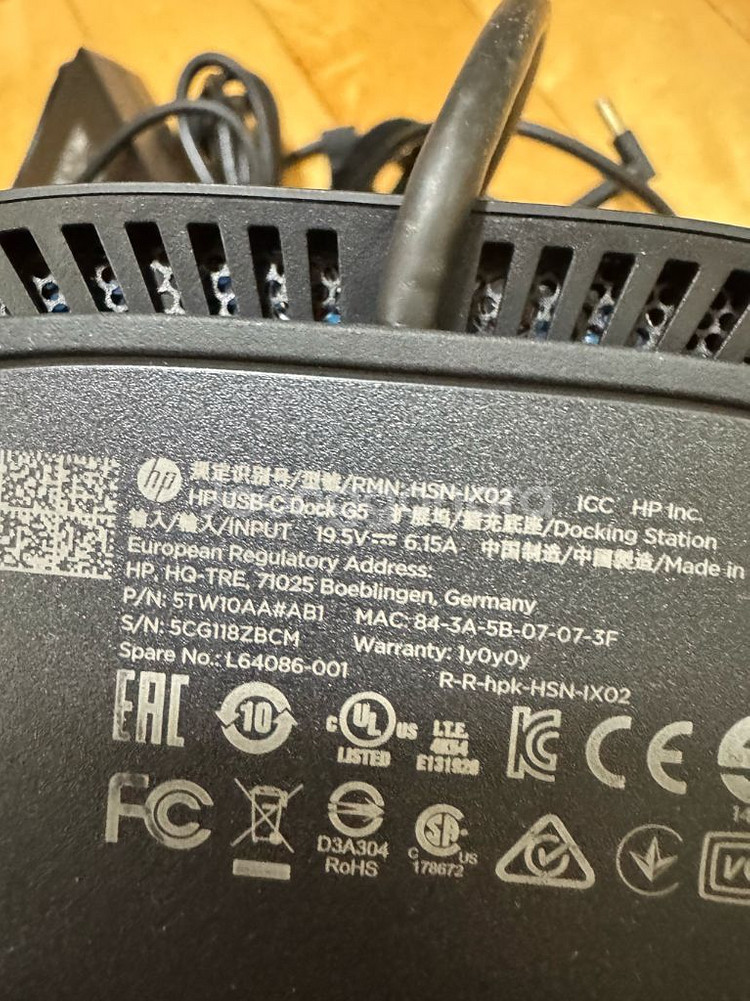 hp 规定识别号/型號/RMN: HSN-IX02
ICC HP Inc.
HP USB-C Dock G5 扩展坞/擴充底座/Docking Station
输入/輸入/INPUT 19.5V⎓ 6.15A 中国制造/中國製造/Made in
European Regulatory Address:
HP, HQ-TRE, 71025 Boeblingen, Germany
P/N: 5TW10AA#AB1 MAC: 84-3A-5B-07-07-3F
S/N: 5CG118ZBCM Warranty: 1y0y0y
Spare No.: L64086-001 R-R-hpk-HSN-IX02
EAC 10 C UL US LISTED I.T.E. E131920 CE
FC D3A304 RoHS C SA US 178672